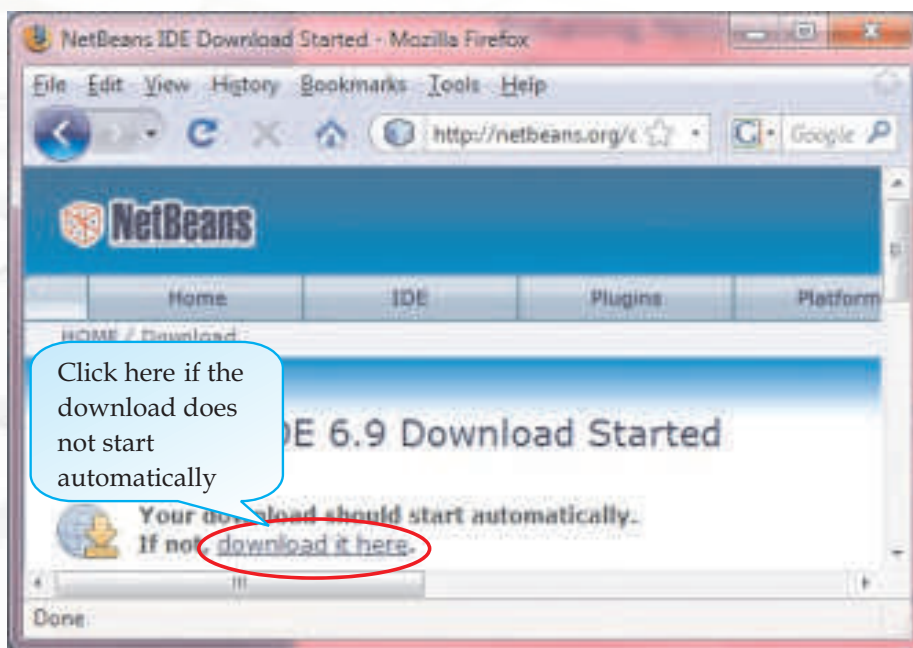 NetBeans IDE Download Started - Mozilla Firefox
File Edit View History Bookmarks Tools Help
http://netbeans.org/c
Google
NetBeans
Home IDE Plugins Platform
HOME / Download
Click here if the
download does
not start
automatically
E 6.9 Download Started
Your download should start automatically.
If not, download it here.
Done